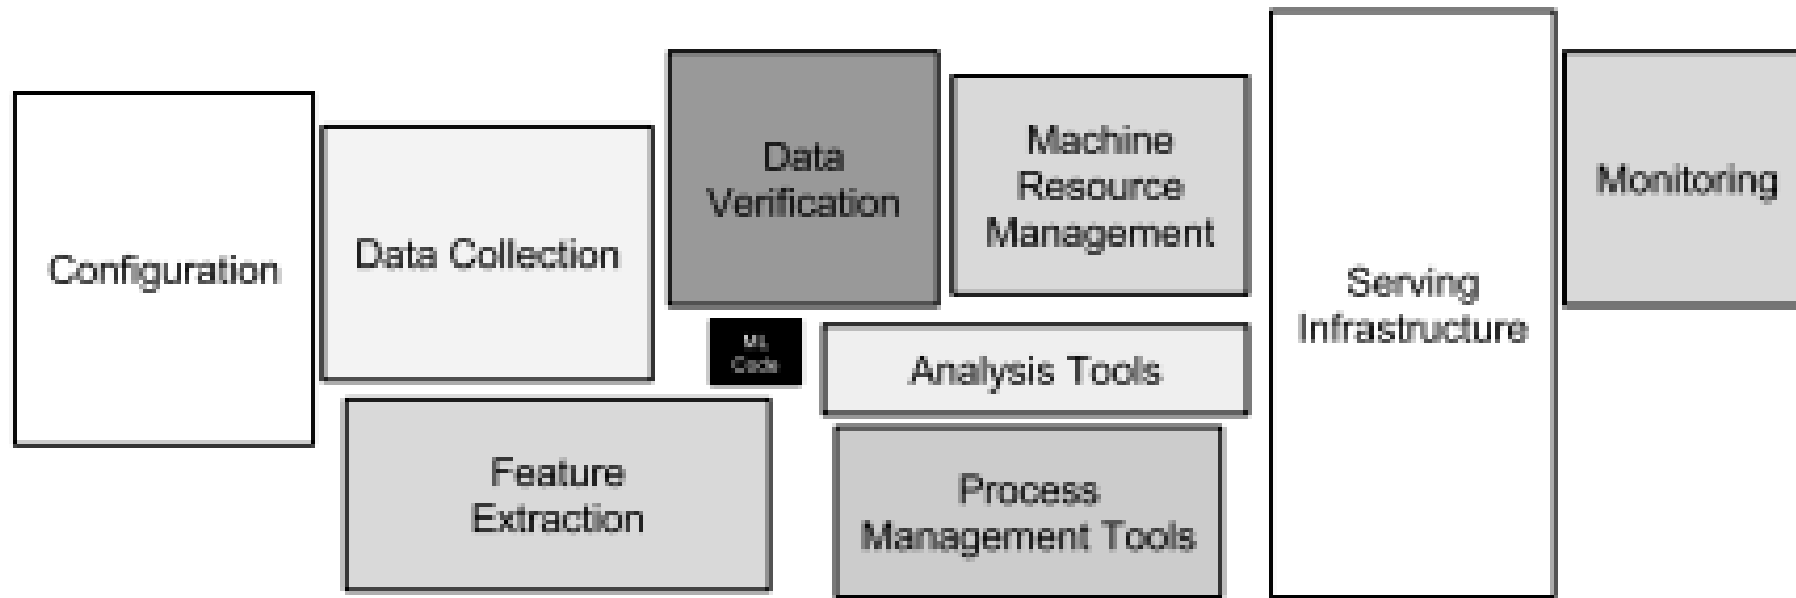 Configuration
Data Collection
Feature
Extraction
Data
Verification
ML
Code
Machine
Resource
Management
Analysis Tools
Process
Management Tools
Serving
Infrastructure
Monitoring